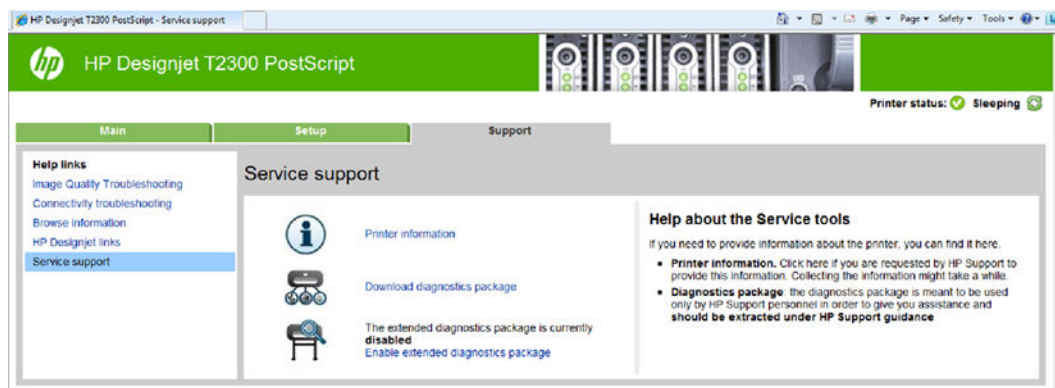 HP Designjet T2300 PostScript - Service support
Page Safety Tools
hp HP Designjet T2300 PostScript
Printer status: Sleeping
Main Setup Support
Help links
Image Quality Troubleshooting
Connectivity troubleshooting
Browse information
HP Designjet links
Service support
Service support
Printer information
Download diagnostics package
The extended diagnostics package is currently
disabled
Enable extended diagnostics package
Help about the Service tools
If you need to provide information about the printer, you can find it here.
Printer information. Click here if you are requested by HP Support to
provide this information. Collecting the information might take a while.
Diagnostics package: the diagnostics package is meant to be used
only by HP Support personnel in order to give you assistance and
should be extracted under HP Support guidance